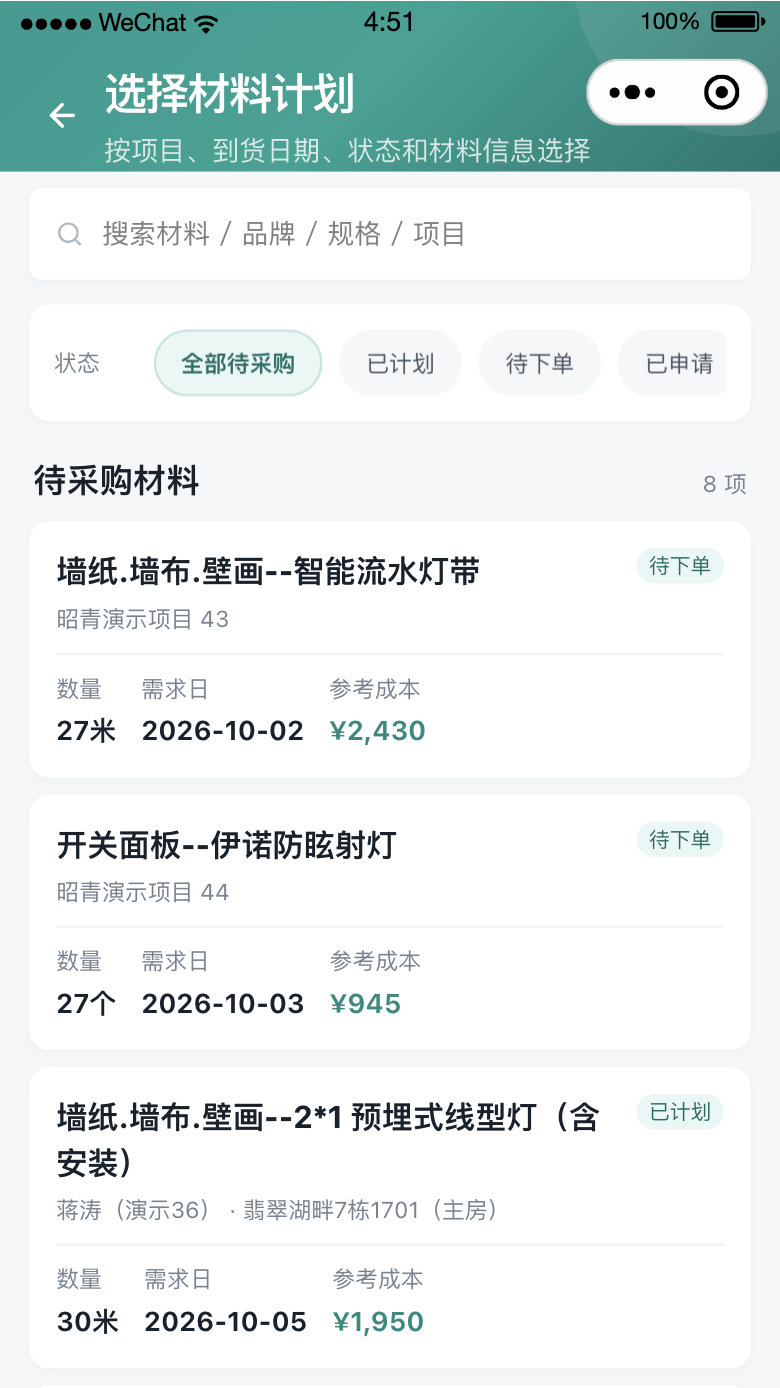 WeChat 4:51 100%
选择材料计划
按项目、到货日期、状态和材料信息选择
搜索材料 / 品牌 / 规格 / 项目
状态 全部待采购 已计划 待下单 已申请
待采购材料 8 项
墙纸.墙布.壁画--智能流水灯带 待下单
昭青演示项目 43
数量 需求日 参考成本
27米 2026-10-02 ¥2,430
开关面板--伊诺防眩射灯 待下单
昭青演示项目 44
数量 需求日 参考成本
27个 2026-10-03 ¥945
墙纸.墙布.壁画--2*1 预埋式线型灯（含 已计划
安装）
蒋涛（演示36） · 翡翠湖畔7栋1701（主房）
数量 需求日 参考成本
30米 2026-10-05 ¥1,950